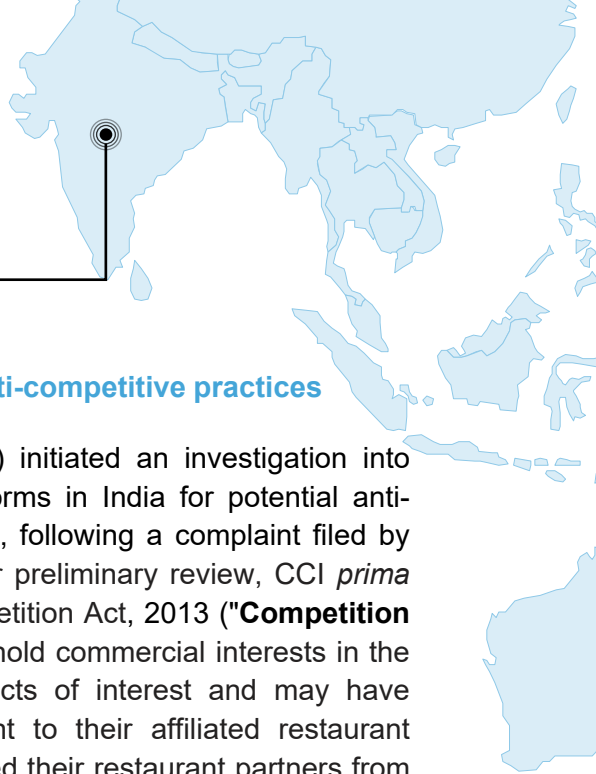 ti-competitive practices
) initiated an investigation into
orms in India for potential anti-
, following a complaint filed by
r preliminary review, CCI prima
etition Act, 2013 ("Competition
hold commercial interests in the
cts of interest and may have
nt to their affiliated restaurant
ed their restaurant partners from